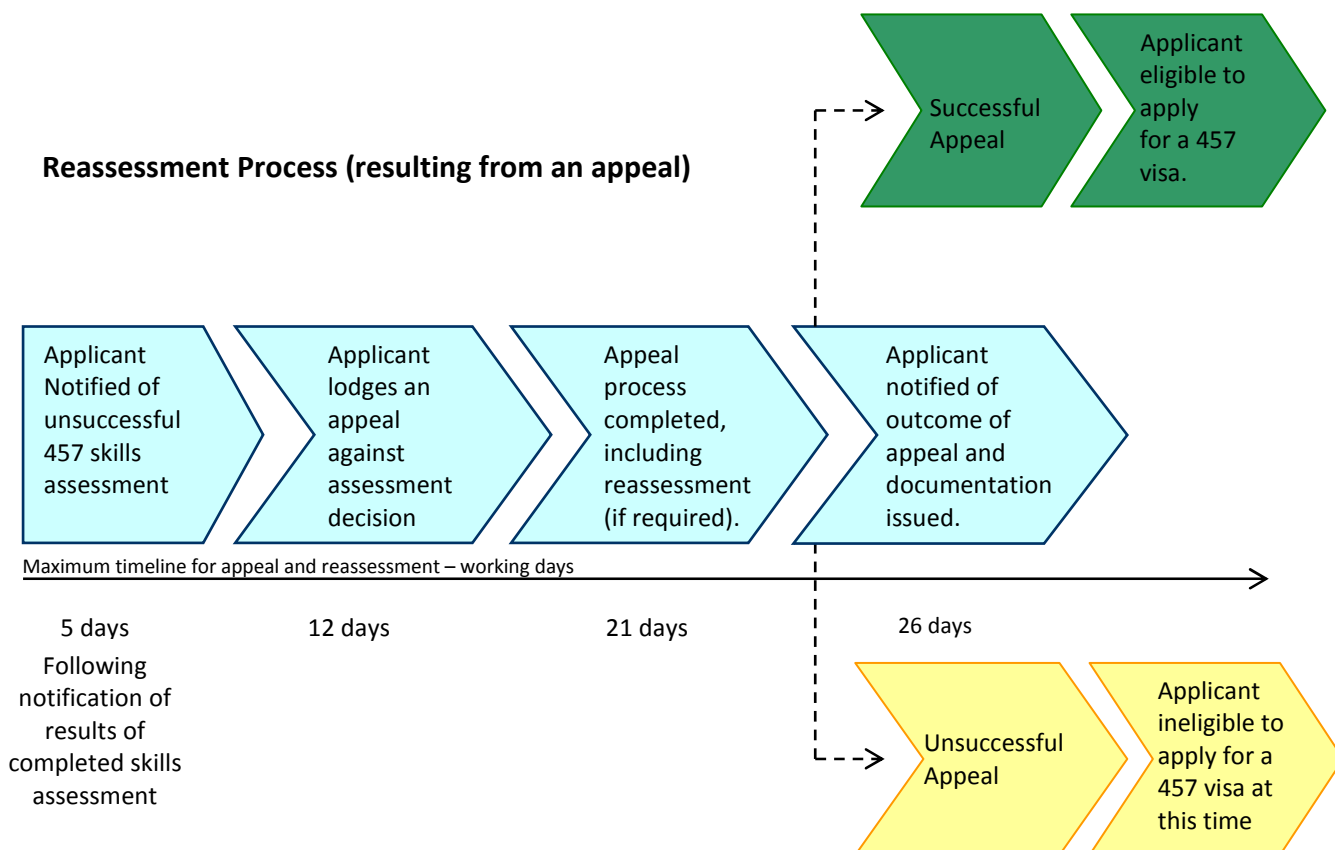 Applicant
eligible to
apply
for a 457
visa.
Successful
Appeal
Reassessment Process (resulting from an appeal)
Applicant
Notified of
unsuccessful
457 skills
assessment
Applicant
lodges an
appeal
against
assessment
decision
Appeal
process
completed,
including
reassessment
(if required).
Applicant
notified of
outcome of
appeal and
documentation
issued.
Maximum timeline for appeal and reassessment – working days
5 days
12 days
21 days
26 days
Following
notification of
results of
completed skills
assessment
Unsuccessful
Appeal
Applicant
ineligible to
apply for a
457 visa at
this time